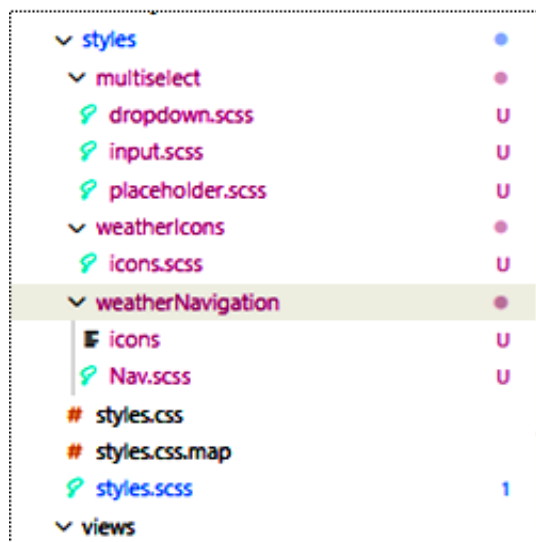 styles
multiselect
dropdown.scss U
input.scss U
placeholder.scss U
weatherIcons
icons.scss U
weatherNavigation
icons U
Nav.scss U
# styles.css
# styles.css.map
styles.scss 1
views